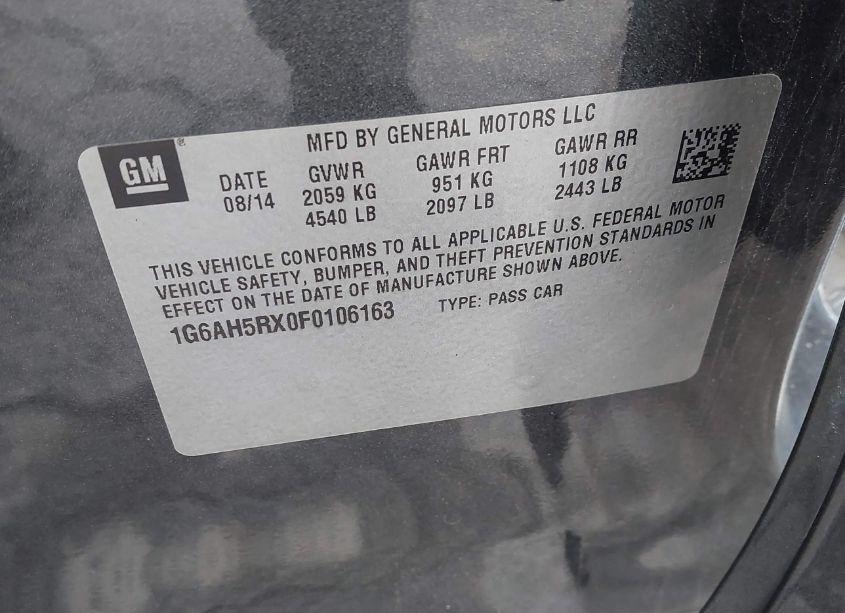 MFD BY GENERAL MOTORS LLC
GM®
DATE GVWR GAWR FRT GAWR RR
08/14 2059 KG 951 KG 1108 KG
4540 LB 2097 LB 2443 LB
THIS VEHICLE CONFORMS TO ALL APPLICABLE U.S. FEDERAL MOTOR
VEHICLE SAFETY, BUMPER, AND THEFT PREVENTION STANDARDS IN
EFFECT ON THE DATE OF MANUFACTURE SHOWN ABOVE.
1G6AH5RX0F0106163 TYPE: PASS CAR